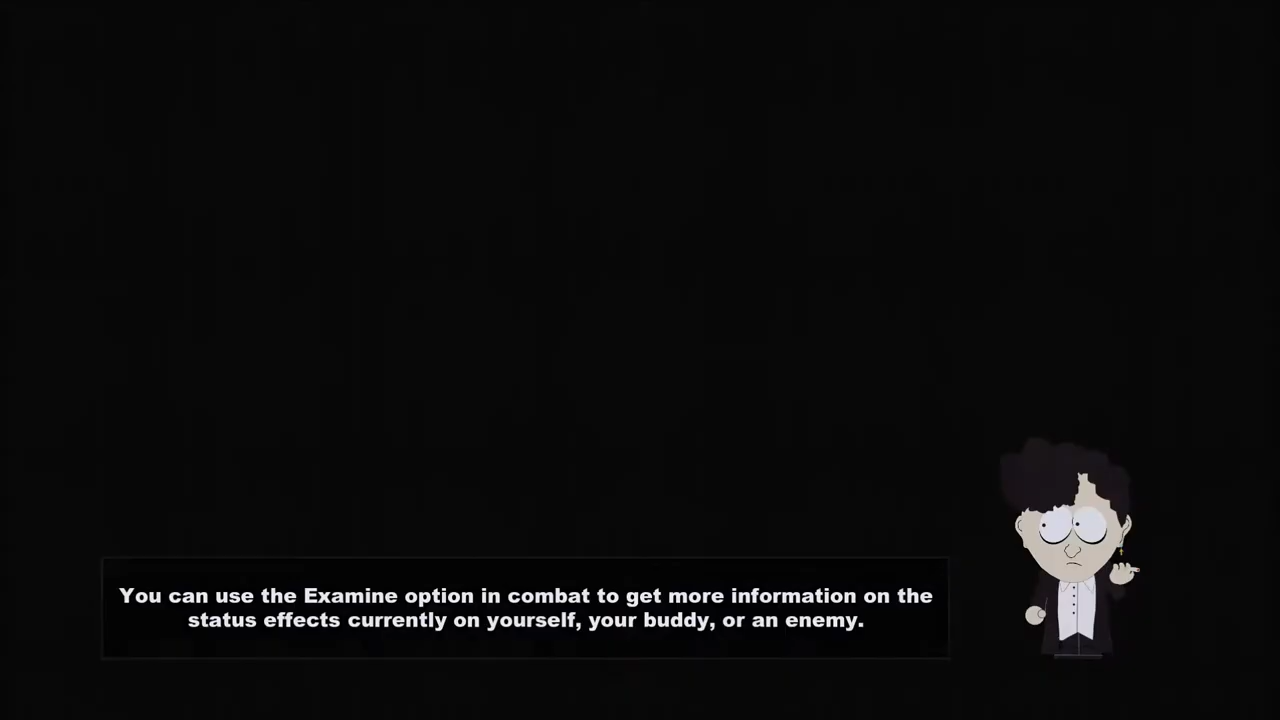 You can use the Examine option in combat to get more information on the
status effects currently on yourself, your buddy, or an enemy.